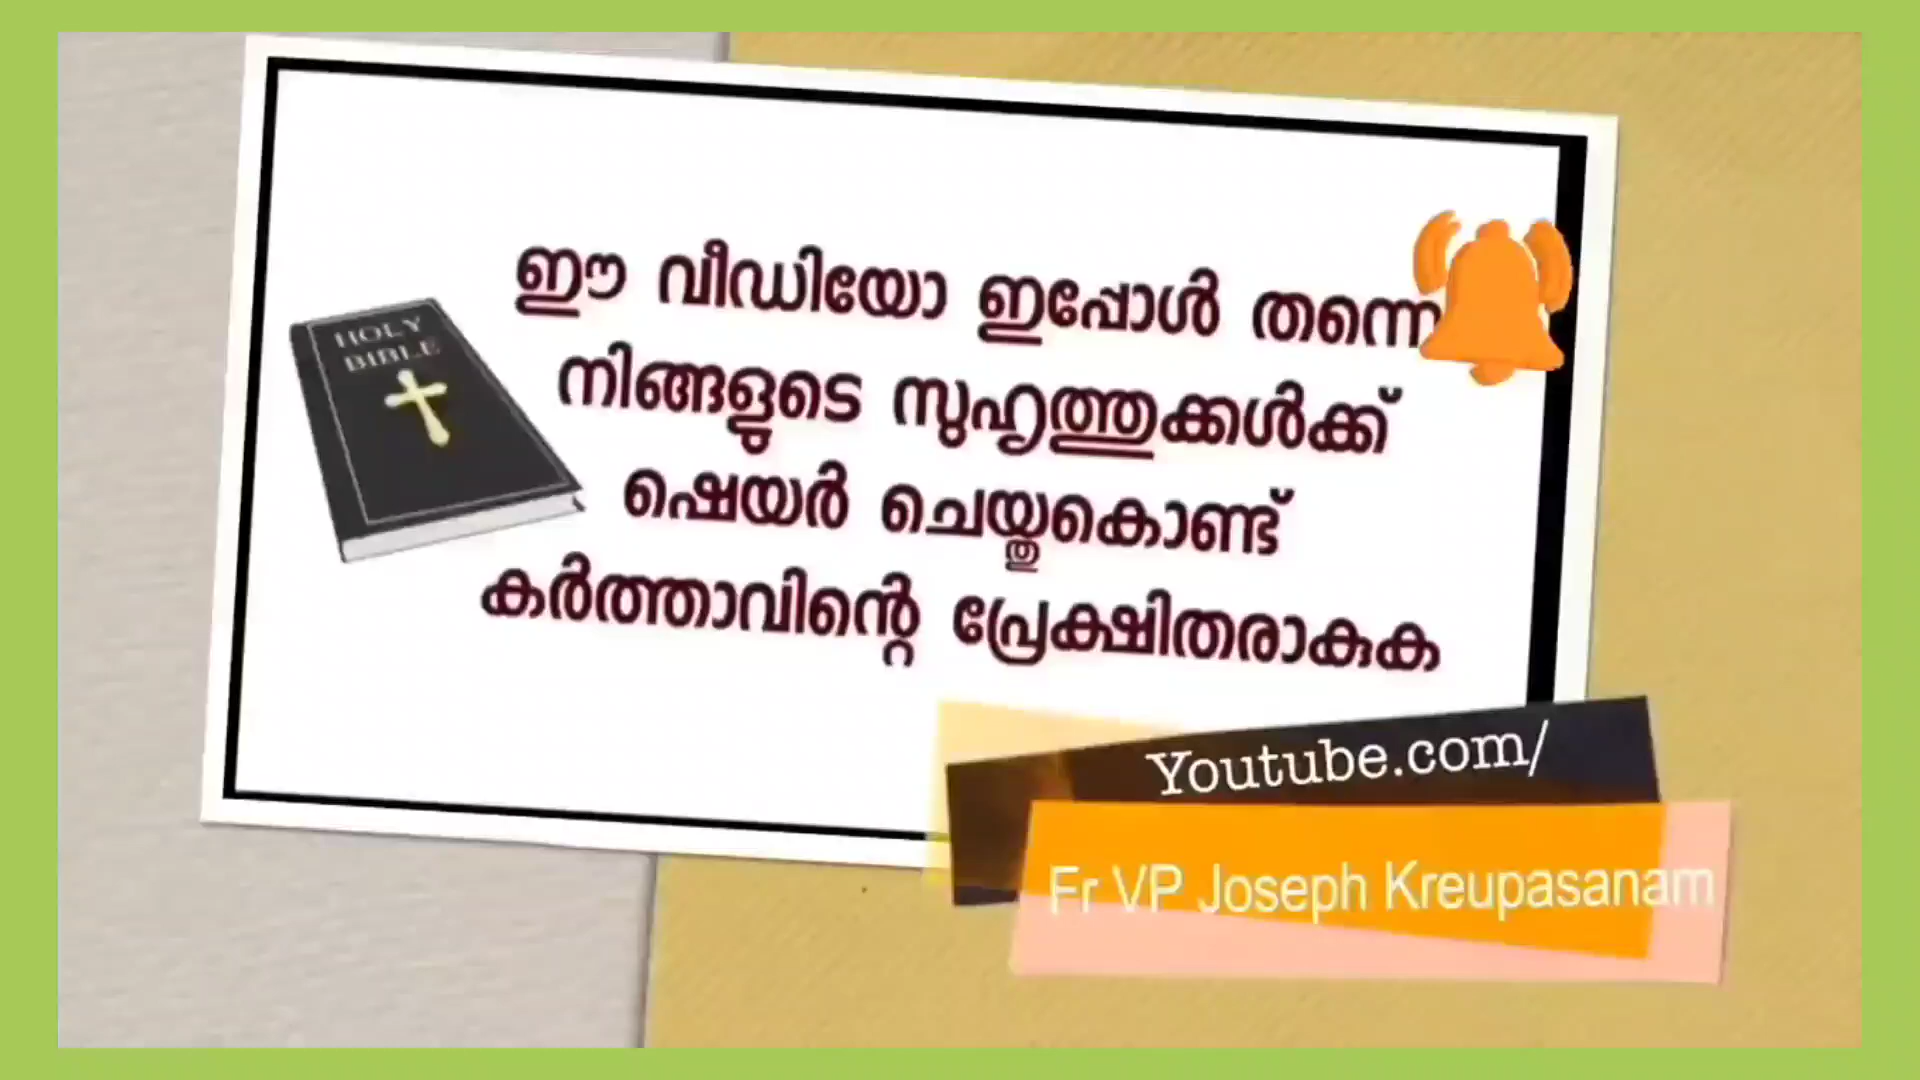 HOLY
BIBLE
ഈ വീഡിയോ ഇപ്പോൾ തന്നെ
നിങ്ങളുടെ സുഹൃത്തുക്കൾക്ക്
ഷെയർ ചെയ്തുകൊണ്ട്
കർത്താവിന്റെ പ്രേക്ഷിതരാകുക
Youtube.com/
Fr VP Joseph Kreupasanam